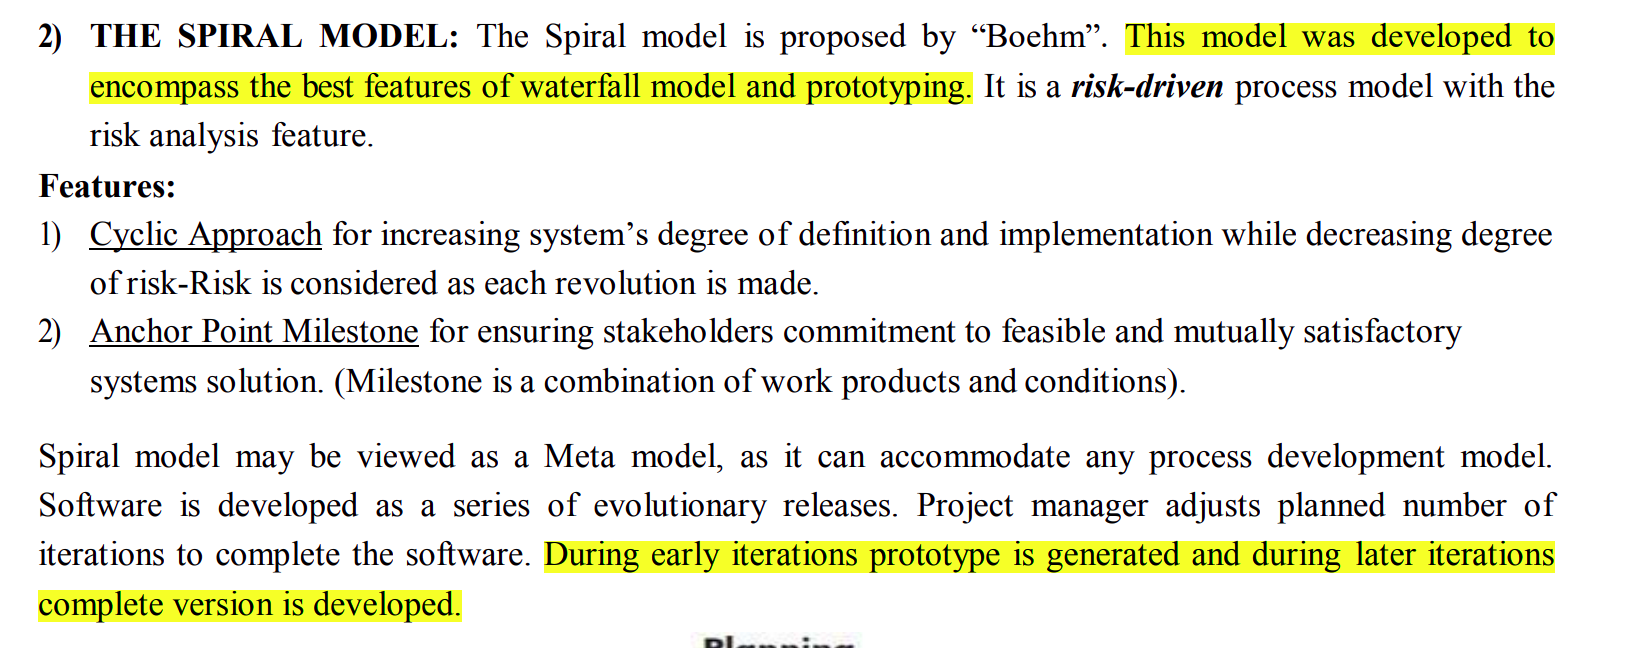 2) THE SPIRAL MODEL: The Spiral model is proposed by “Boehm”. This model was developed to
encompass the best features of waterfall model and prototyping. It is a risk-driven process model with the
risk analysis feature.
Features:
1) Cyclic Approach for increasing system’s degree of definition and implementation while decreasing degree
of risk-Risk is considered as each revolution is made.
2) Anchor Point Milestone for ensuring stakeholders commitment to feasible and mutually satisfactory
systems solution. (Milestone is a combination of work products and conditions).
Spiral model may be viewed as a Meta model, as it can accommodate any process development model.
Software is developed as a series of evolutionary releases. Project manager adjusts planned number of
iterations to complete the software. During early iterations prototype is generated and during later iterations
complete version is developed.
Planning